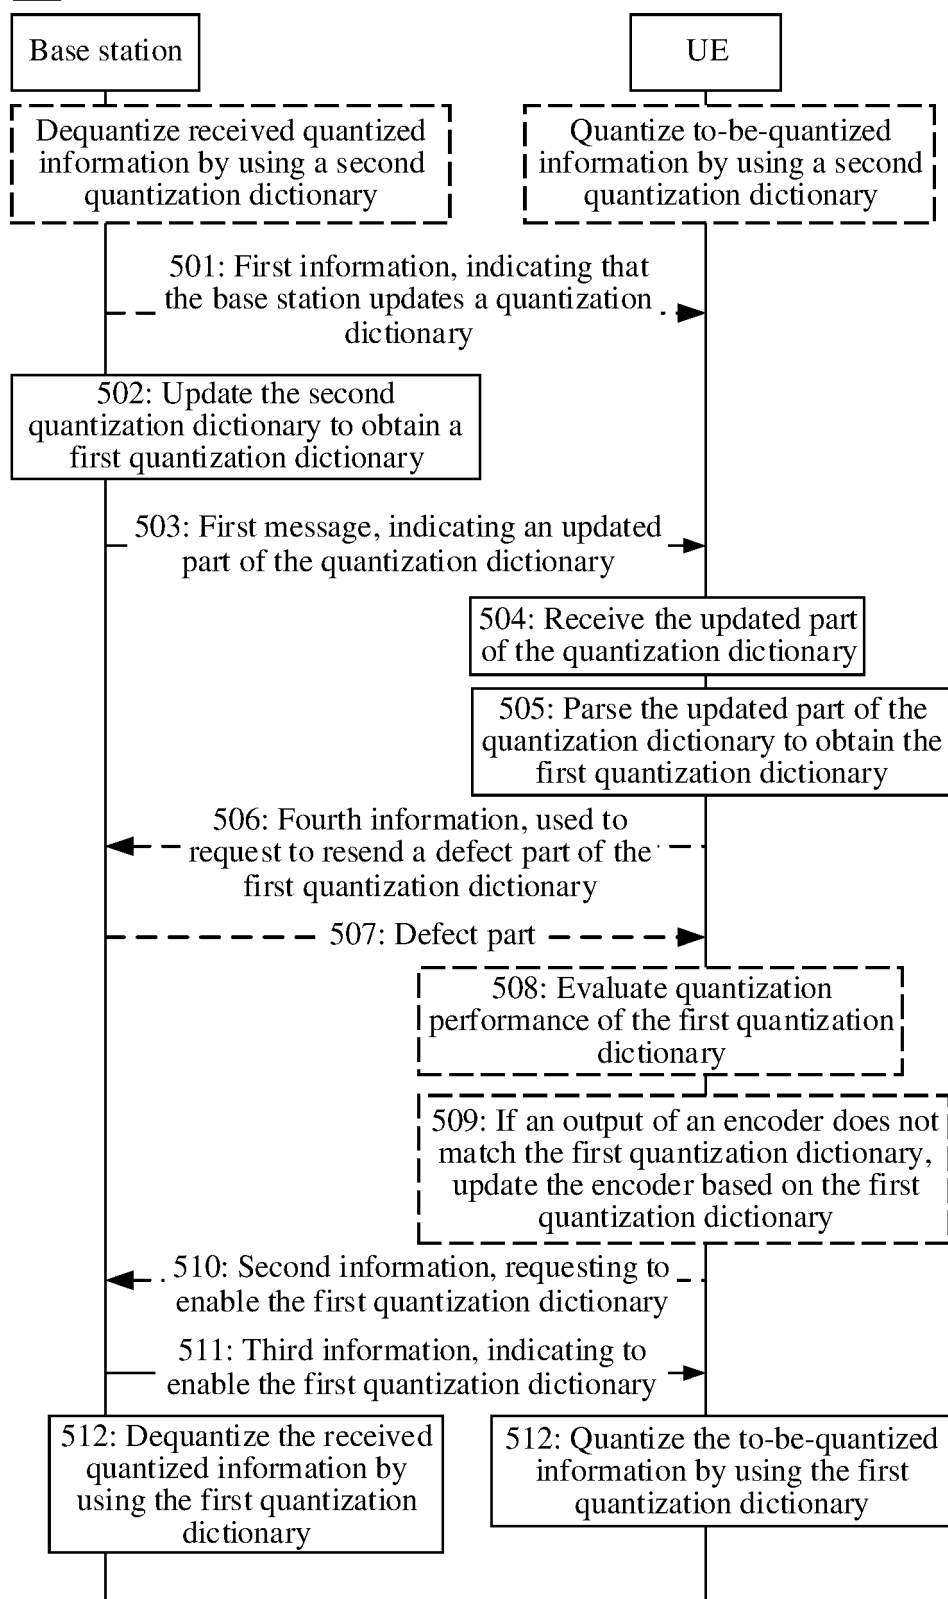 Base station
UE
Dequantize received quantized
information by using a second
quantization dictionary
Quantize to-be-quantized
information by using a second
quantization dictionary
501: First information, indicating that
the base station updates a quantization
dictionary
502: Update the second
quantization dictionary to obtain a
first quantization dictionary
503: First message, indicating an updated
part of the quantization dictionary
504: Receive the updated part
of the quantization dictionary
505: Parse the updated part of the
quantization dictionary to obtain the
first quantization dictionary
506: Fourth information, used to
request to resend a defect part of the
first quantization dictionary
507: Defect part
508: Evaluate quantization
performance of the first quantization
dictionary
509: If an output of an encoder does not
match the first quantization dictionary,
update the encoder based on the first
quantization dictionary
510: Second information, requesting to
enable the first quantization dictionary
511: Third information, indicating to
enable the first quantization dictionary
512: Dequantize the received
quantized information by
using the first quantization
dictionary
512: Quantize the to-be-quantized
information by using the first
quantization dictionary